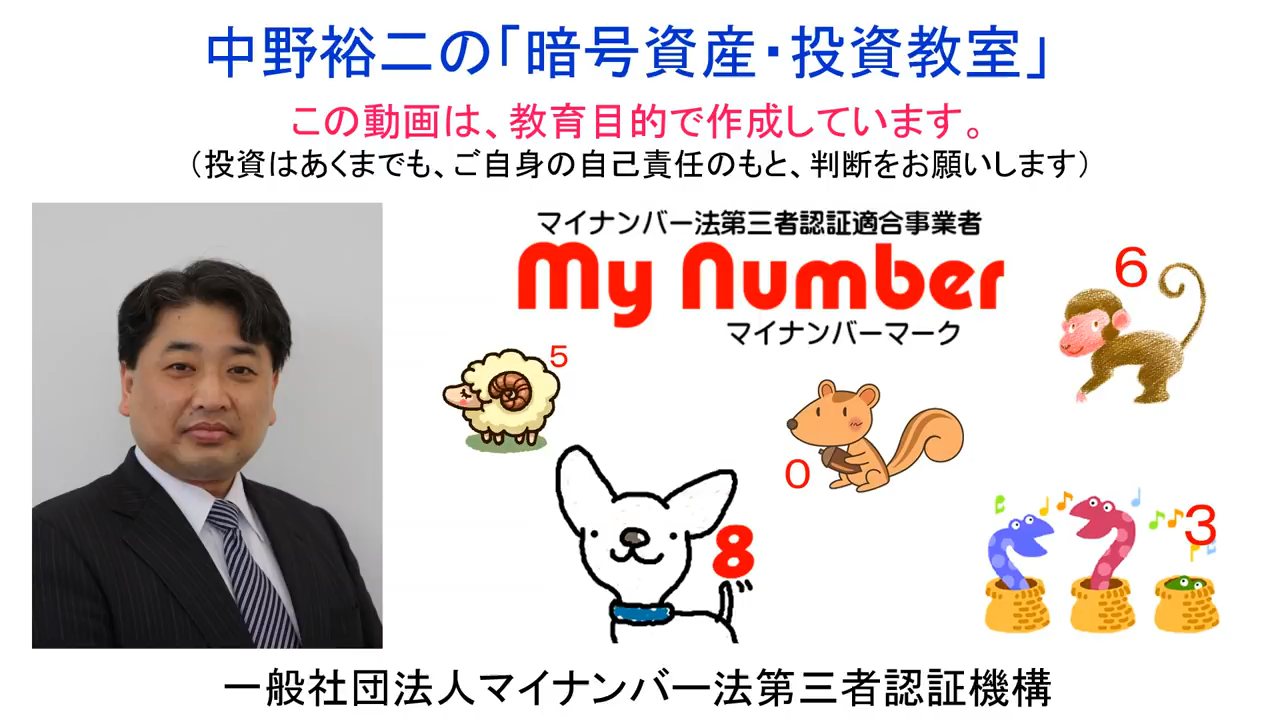 中野裕二の「暗号資産・投資教室」
この動画は、教育目的で作成しています。
（投資はあくまでも、ご自身の自己責任のもと、判断をお願いします）
マイナンバー法第三者認証適合事業者
My Number
マイナンバーマーク
6
5
0
8
3
一般社団法人マイナンバー法第三者認証機構